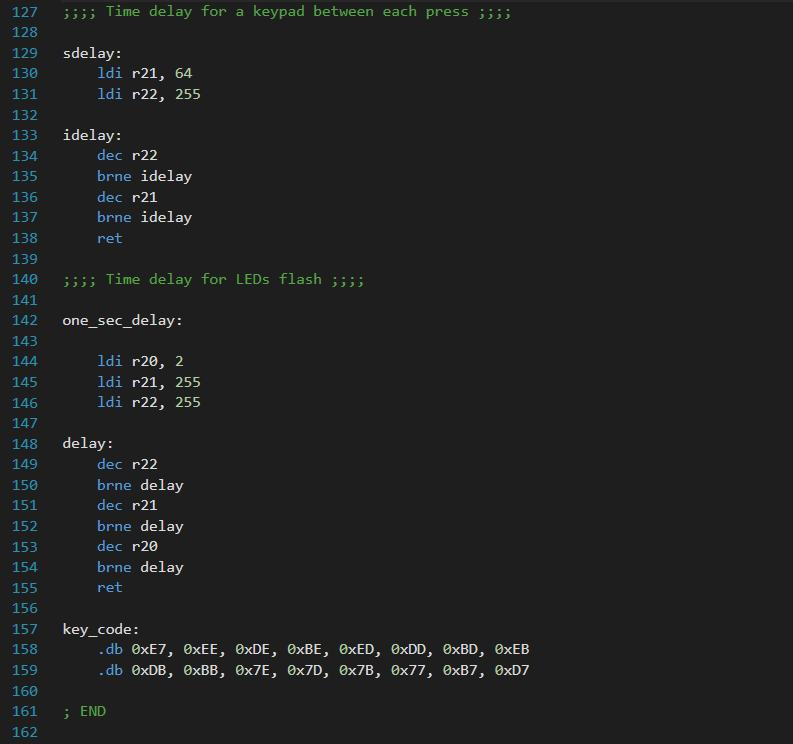 127 ;;;; Time delay for a keypad between each press ;;;;
128
129 sdelay:
130     ldi r21, 64
131     ldi r22, 255
132
133 idelay:
134     dec r22
135     brne idelay
136     dec r21
137     brne idelay
138     ret
139
140 ;;;; Time delay for LEDs flash ;;;;
141
142 one_sec_delay:
143
144     ldi r20, 2
145     ldi r21, 255
146     ldi r22, 255
147
148 delay:
149     dec r22
150     brne delay
151     dec r21
152     brne delay
153     dec r20
154     brne delay
155     ret
156
157 key_code:
158     .db 0xE7, 0xEE, 0xDE, 0xBE, 0xED, 0xDD, 0xBD, 0xEB
159     .db 0xDB, 0xBB, 0x7E, 0x7D, 0x7B, 0x77, 0xB7, 0xD7
160
161 ; END
162